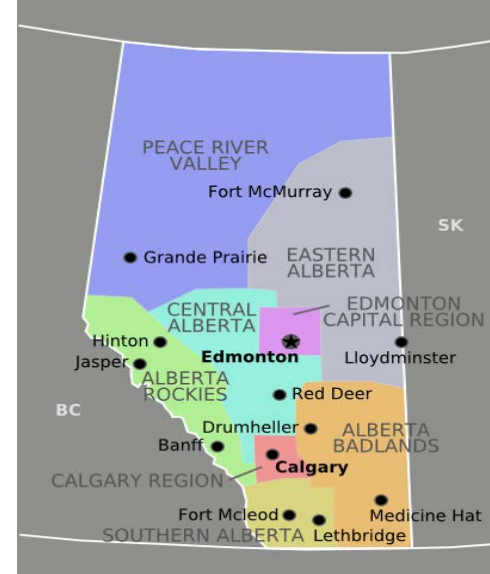 PEACE RIVER
VALLEY
Fort McMurray
SK
Grande Prairie
EASTERN
ALBERTA
CENTRAL
ALBERTA
EDMONTON
CAPITAL REGION
Hinton
Edmonton
Lloydminster
Jasper
ALBERTA
ROCKIES
Red Deer
BC
Drumheller
ALBERTA
BADLANDS
Banff
Calgary
CALGARY REGION
Fort Mcleod
Medicine Hat
SOUTHERN ALBERTA
Lethbridge